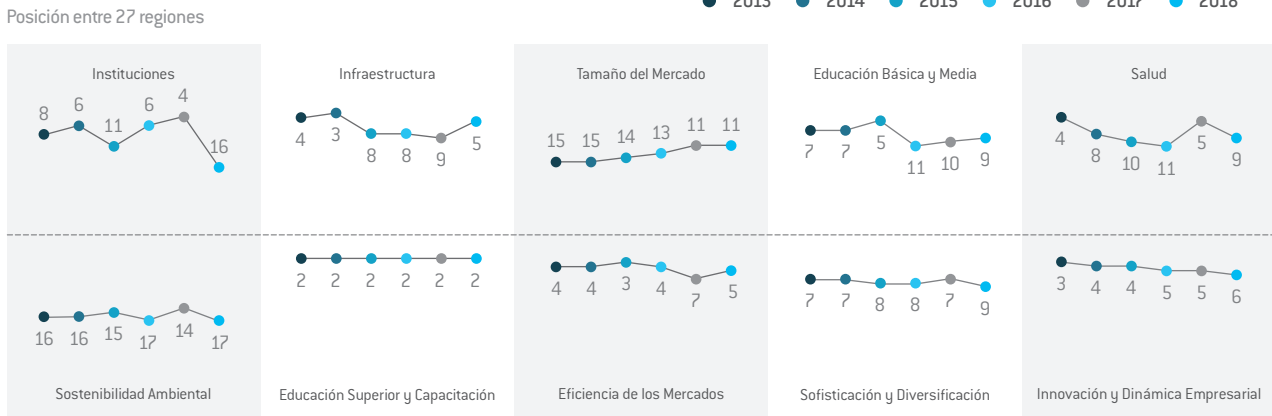 2013 2014 2015 2016 2017 2018
Posición entre 27 regiones
Instituciones
8 6 11 6 4 16
Infraestructura
4 3 8 8 9 5
Tamaño del Mercado
15 15 14 13 11 11
Educación Básica y Media
7 7 5 11 10 9
Salud
4 8 10 11 5 9
16 16 15 17 14 17
Sostenibilidad Ambiental
2 2 2 2 2 2
Educación Superior y Capacitación
4 4 3 4 7 5
Eficiencia de los Mercados
7 7 8 8 7 9
Sofisticación y Diversificación
3 4 4 5 5 6
Innovación y Dinámica Empresarial